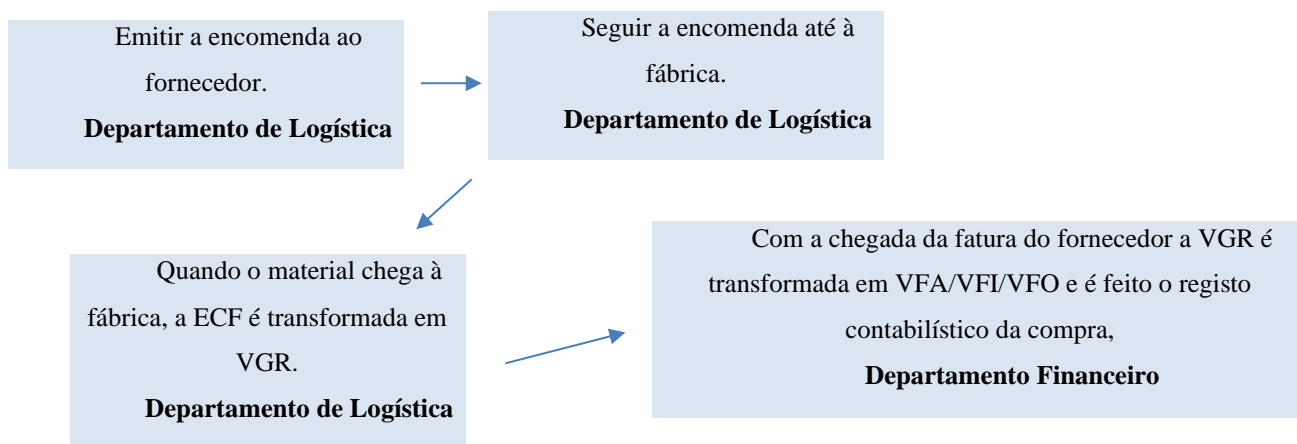 Emitir a encomenda ao
fornecedor.
Departamento de Logística
Seguir a encomenda até à
fábrica.
Departamento de Logística
Quando o material chega à
fábrica, a ECF é transformada em
VGR.
Departamento de Logística
Com a chegada da fatura do fornecedor a VGR é
transformada em VFA/VFI/VFO e é feito o registo
contabilístico da compra,
Departamento Financeiro